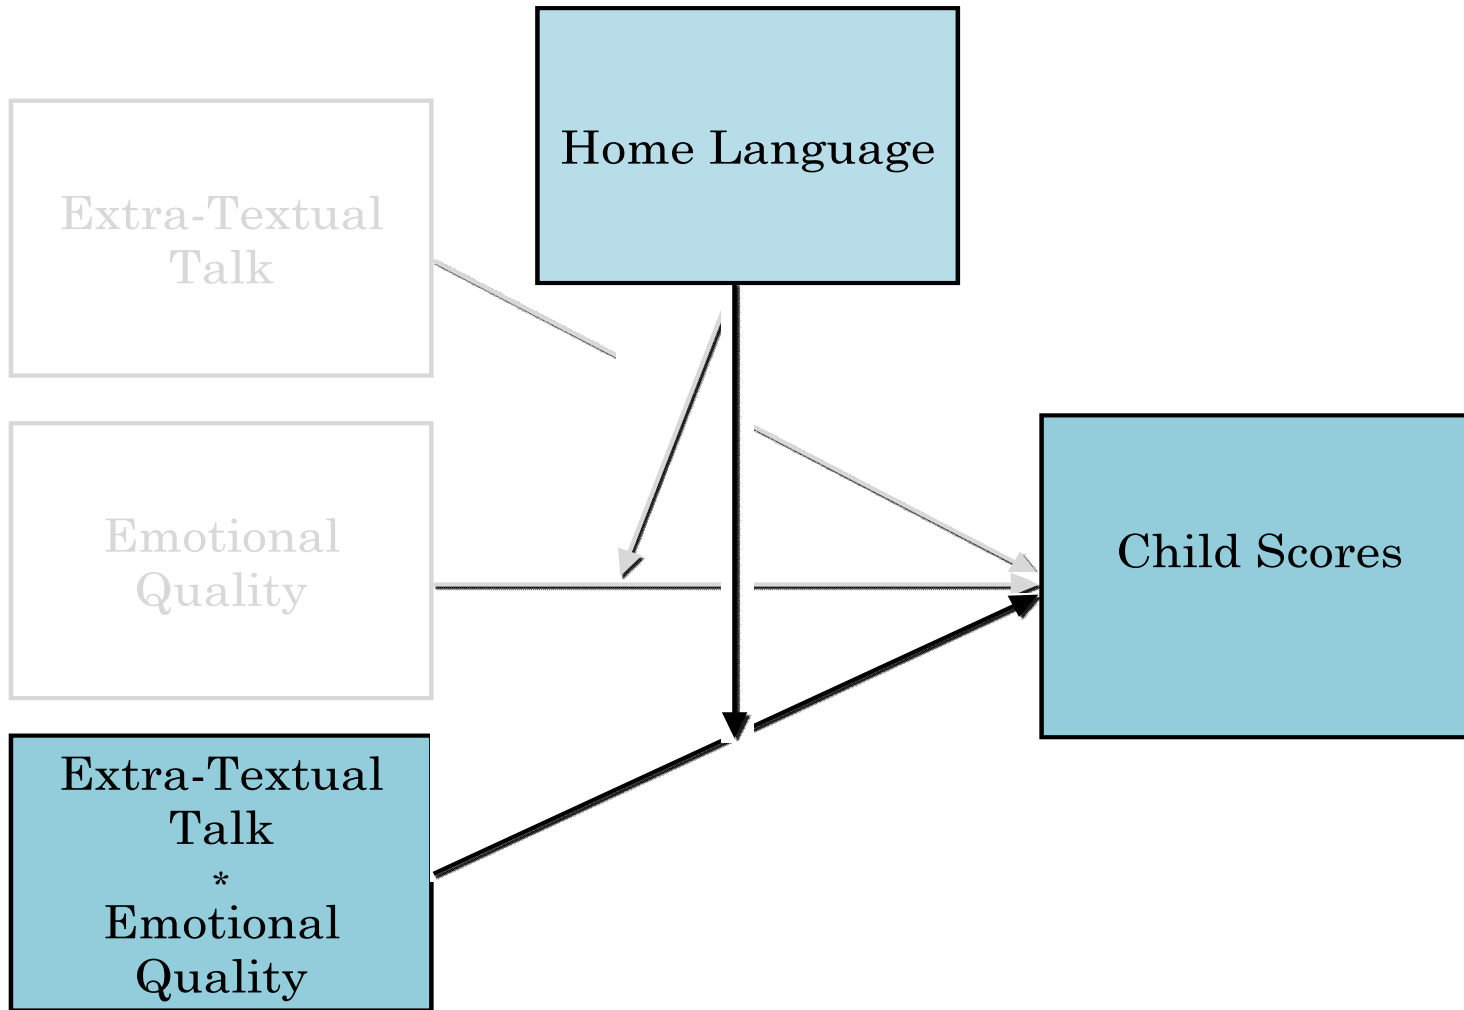 Home Language
Extra-Textual
Talk
Emotional
Quality
Child Scores
Extra-Textual
Talk
*
Emotional
Quality